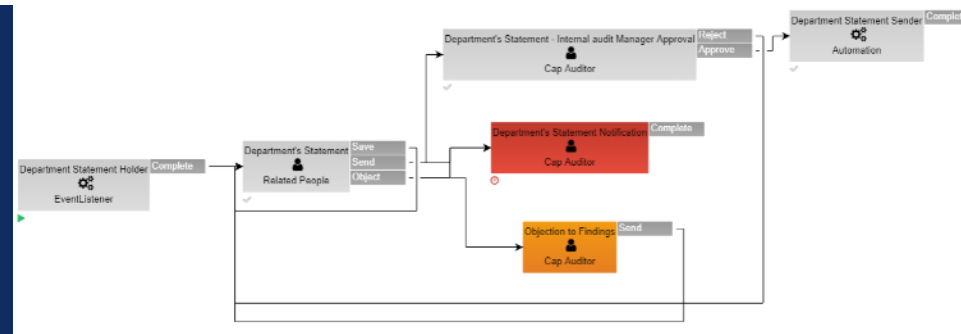 Department Statement Sender
Complet
Automation
Department's Statement - Internal audit Manager Approval
Reject
Approve
Cap Auditor
Department's Statement Notification
Complete
Cap Auditor
Department's Statement
Save
Send
Object
Related People
Department Statement Holder
Complete
EventListener
Objection to Findings
Send
Cap Auditor